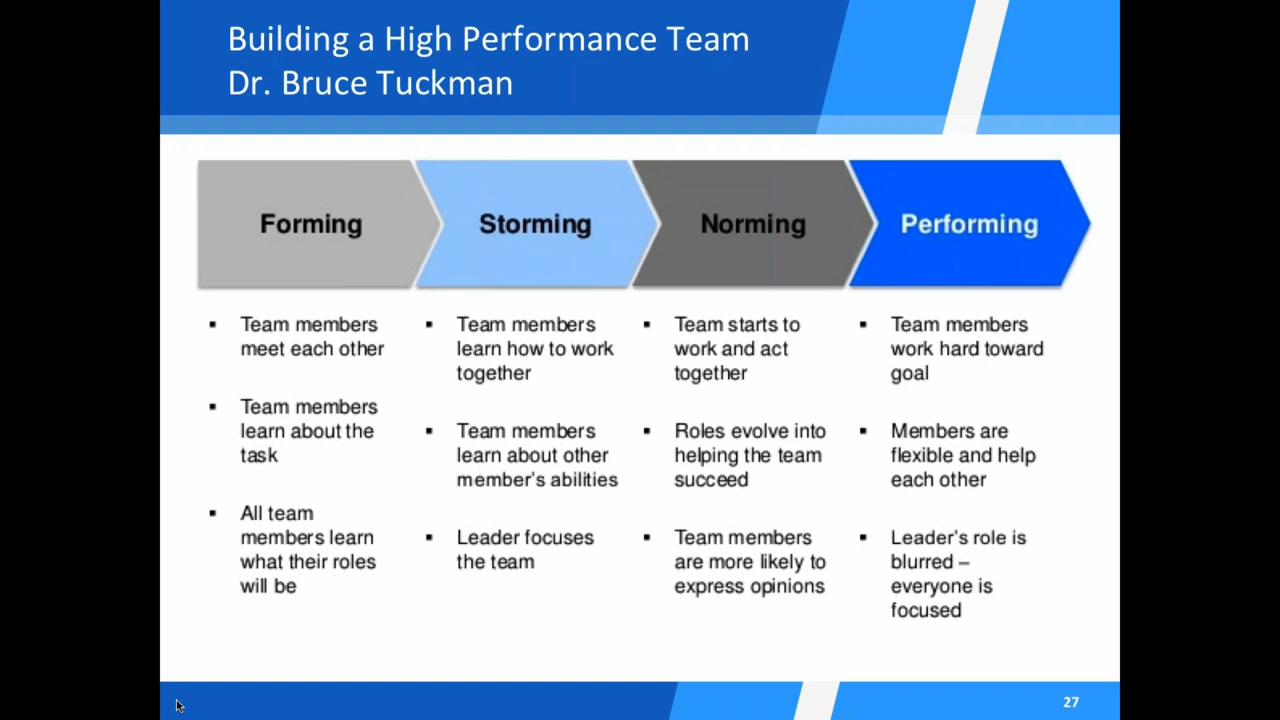 Building a High Performance Team
Dr. Bruce Tuckman
Forming
Storming
Norming
Performing
▪ Team members
meet each other
▪ Team members
learn about the
task
▪ All team
members learn
what their roles
will be
▪ Team members
learn how to work
together
▪ Team members
learn about other
member's abilities
▪ Leader focuses
the team
▪ Team starts to
work and act
together
▪ Roles evolve into
helping the team
succeed
▪ Team members
are more likely to
express opinions
▪ Team members
work hard toward
goal
▪ Members are
flexible and help
each other
▪ Leader's role is
blurred –
everyone is
focused
27